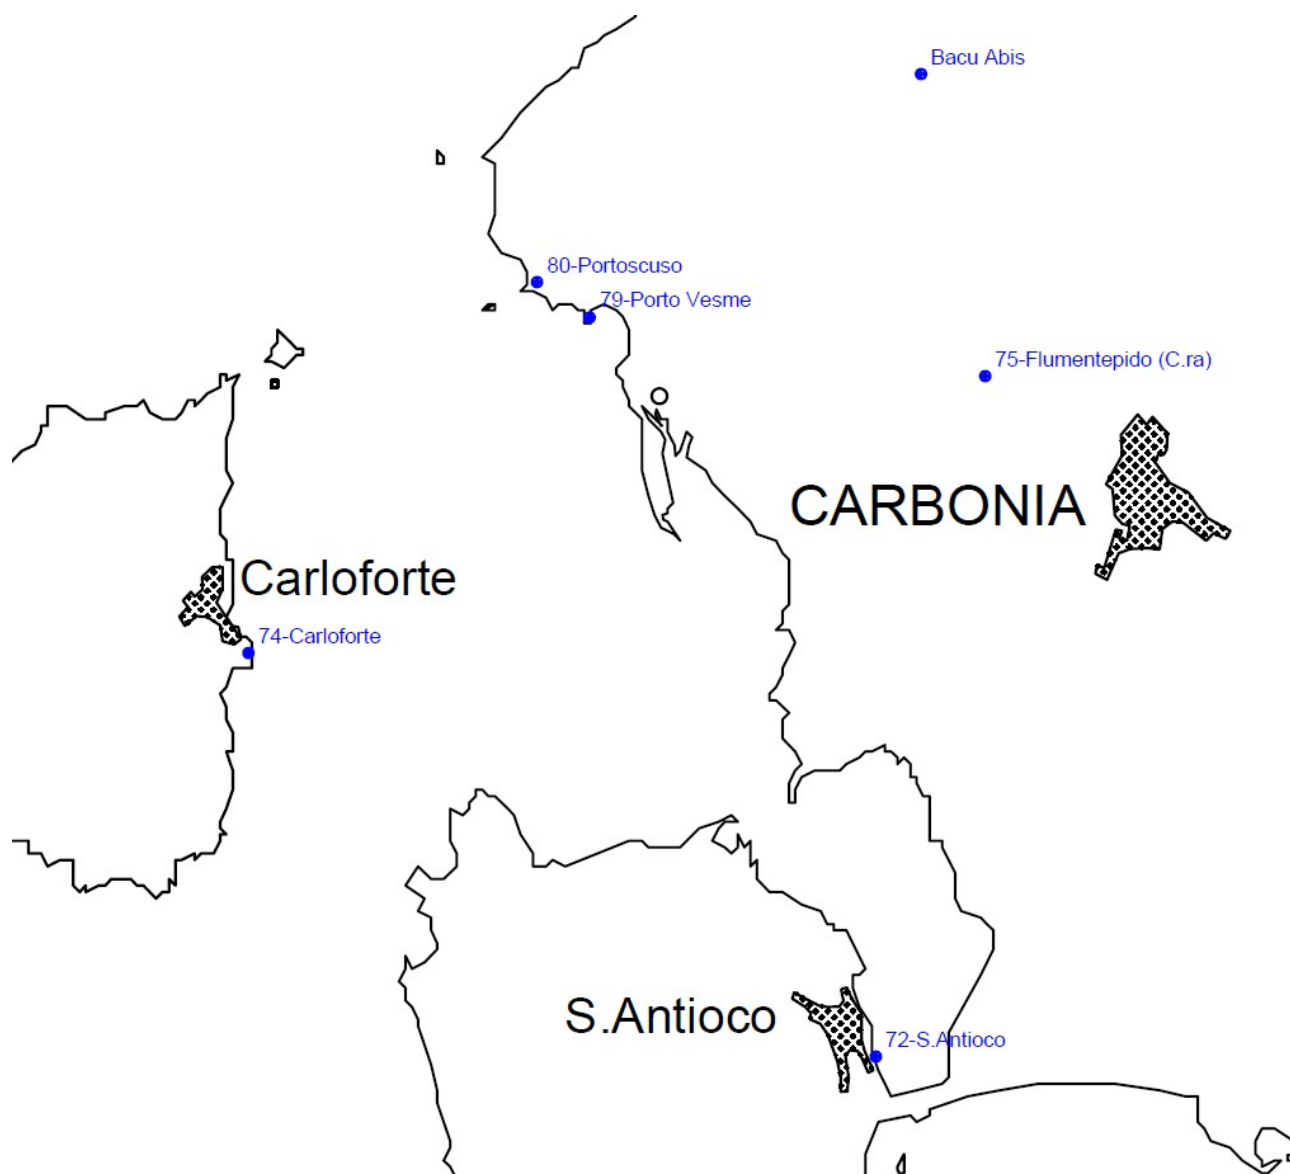 Bacu Abis
80-Portoscuso
79-Porto Vesme
75-Flumentepido (C.ra)
CARBONIA
Carloforte
74-Carloforte
S.Antioco
72-S.Antioco